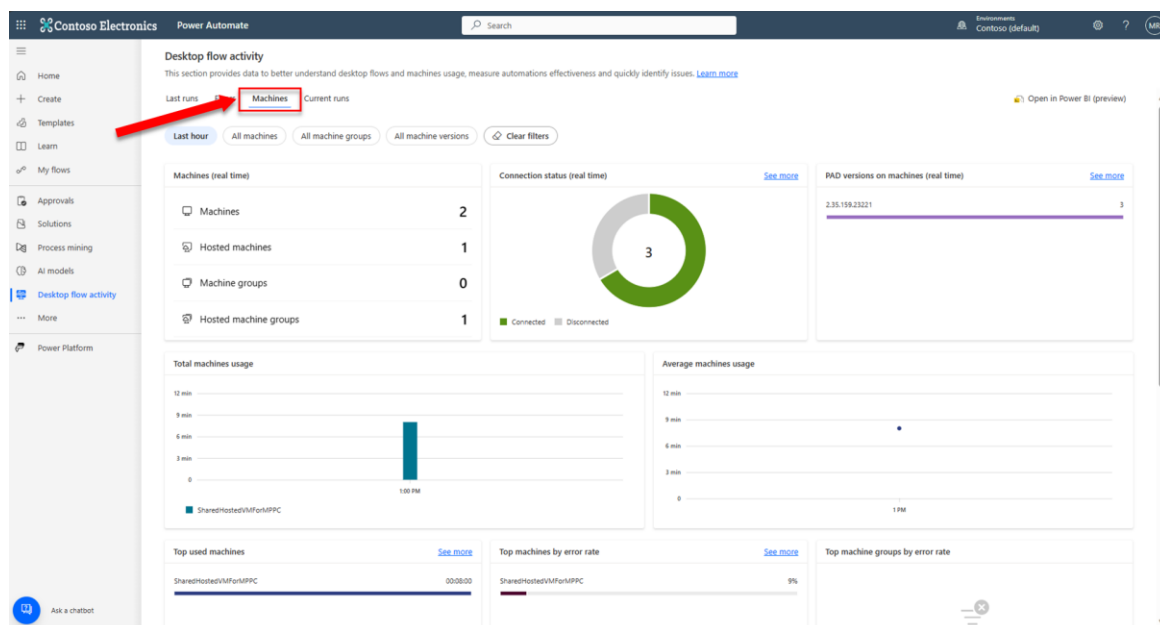 Contoso Electronics Power Automate
Search
Environments
Contoso (default)
?
MR
Home
Create
Templates
Learn
My flows
Approvals
Solutions
Process mining
AI models
Desktop flow activity
More
Power Platform
Ask a chatbot
Desktop flow activity
This section provides data to better understand desktop flows and machines usage, measure automations effectiveness and quickly identify issues. Learn more
Last runs Machines Current runs
Open in Power BI (preview)
Last hour All machines All machine groups All machine versions Clear filters
Machines (real time)
Machines 2
Hosted machines 1
Machine groups 0
Hosted machine groups 1
Connection status (real time) See more
3
Connected Disconnected
PAD versions on machines (real time) See more
2.35.159.23221 3
Total machines usage
12 min
9 min
6 min
3 min
0
1:00 PM
SharedHostedVMForMPPC
Average machines usage
12 min
9 min
6 min
3 min
0
1 PM
Top used machines See more
SharedHostedVMForMPPC 00:08:00
Top machines by error rate See more
SharedHostedVMForMPPC 9%
Top machine groups by error rate